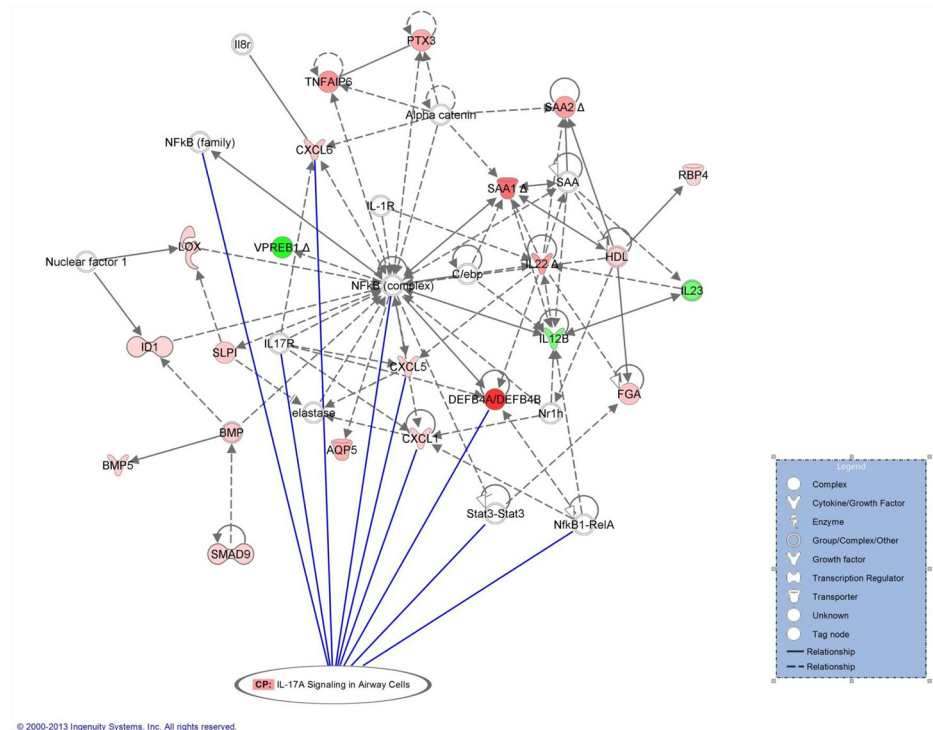 PTX3
Il8r
TNFAIP6
SAA2 Δ
Alpha catenin
NFkB (family)
CXCL6
RBP4
SAA
SAA1 Δ
IL-1R
LOX
VPREB1 Δ
Nuclear factor 1
IL22 Δ
HDL
C/ebp
NFkB (complex)
IL23
IL12B
ID1
SLPI
IL17R
CXCL5
FGA
DEFB4A/DEFB4B
elastase
Nr1h
BMP
CXCL1
AQP5
BMP5
Stat3-Stat3
NfkB1-RelA
SMAD9
Legend
Complex
Cytokine/Growth Factor
Enzyme
Group/Complex/Other
Growth factor
Transcription Regulator
Transporter
Unknown
Tag node
Relationship
Relationship
CP: IL-17A Signaling in Airway Cells
© 2000-2013 Ingenuity Systems, Inc. All rights reserved.